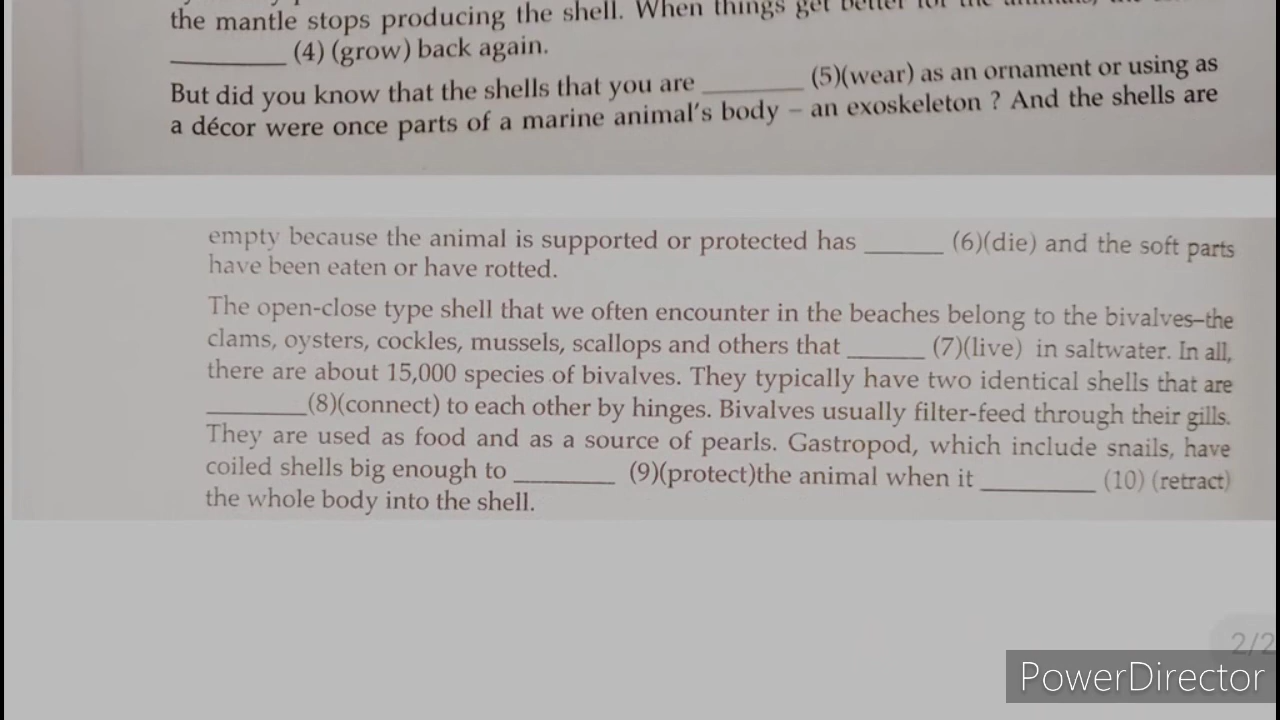 the mantle stops producing the shell. When things get better for the animals, the
________ (4) (grow) back again.
But did you know that the shells that you are ________ (5)(wear) as an ornament or using as
a décor were once parts of a marine animal's body – an exoskeleton ? And the shells are
empty because the animal is supported or protected has ______ (6)(die) and the soft parts
have been eaten or have rotted.
The open-close type shell that we often encounter in the beaches belong to the bivalves–the
clams, oysters, cockles, mussels, scallops and others that ______ (7)(live) in saltwater. In all,
there are about 15,000 species of bivalves. They typically have two identical shells that are
________(8)(connect) to each other by hinges. Bivalves usually filter-feed through their gills.
They are used as food and as a source of pearls. Gastropod, which include snails, have
coiled shells big enough to ________ (9)(protect)the animal when it ________ (10) (retract)
the whole body into the shell.
2/2
PowerDirector